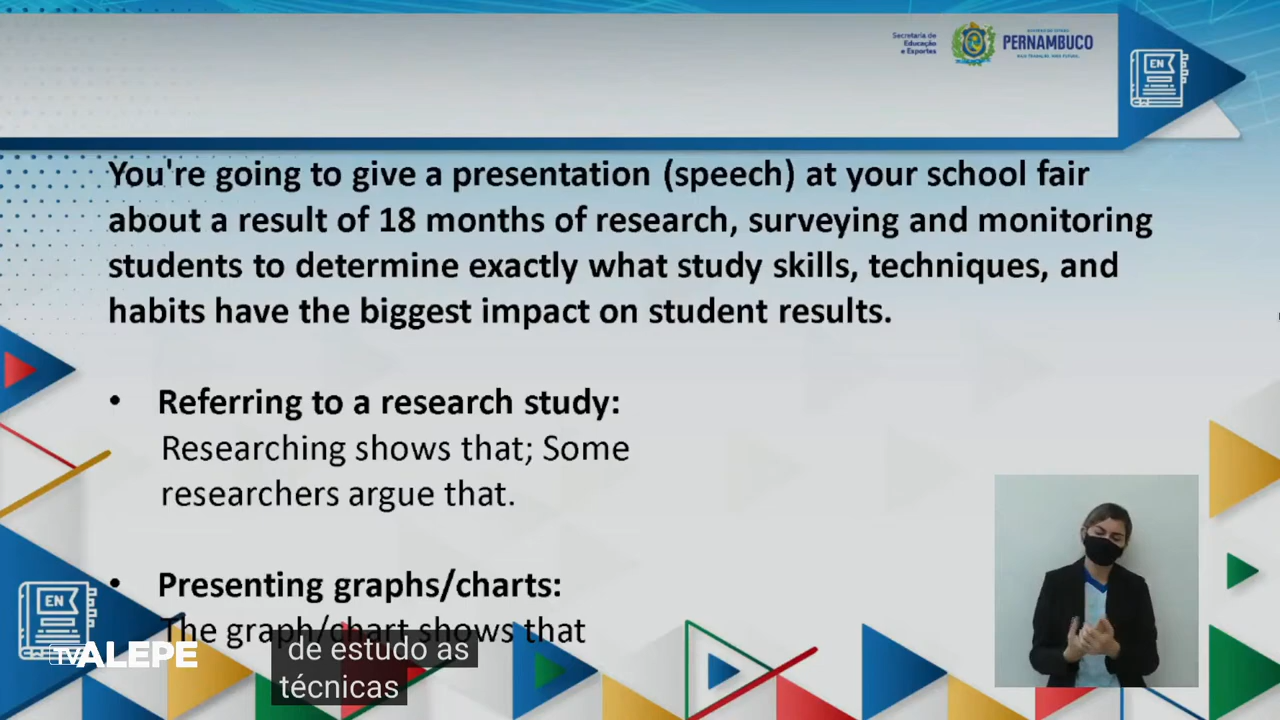 Secretaria de
Educação
e Esportes
PERNAMBUCO
EN
You're going to give a presentation (speech) at your school fair
about a result of 18 months of research, surveying and monitoring
students to determine exactly what study skills, techniques, and
habits have the biggest impact on student results.
• Referring to a research study:
Researching shows that; Some
researchers argue that.
• Presenting graphs/charts:
The graph/chart shows that
EN
TV ALEPE
de estudo as
técnicas